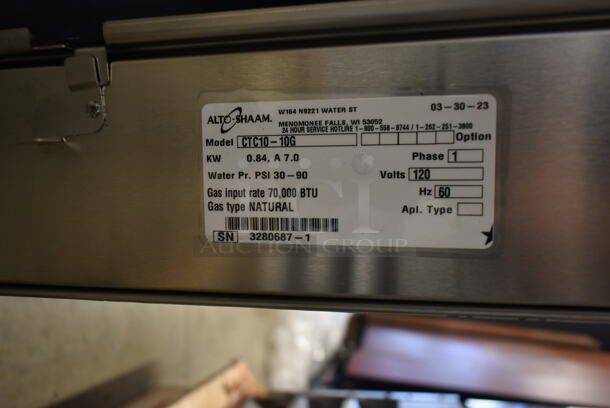 ALTO-SHAAM. W164 N9221 WATER ST 03-30-23
MENOMONEE FALLS, WI 53052
24 HOUR SERVICE HOTLINE 1-800-558-8744 / 1-262-251-3800
Model CTC10-10G Option
KW 0.84, A 7.0 Phase 1
Water Pr. PSI 30-90 Volts 120
Gas input rate 70,000 BTU Hz 60
Gas type NATURAL Apl. Type
SN 3280687-1
AUCTION GROUP